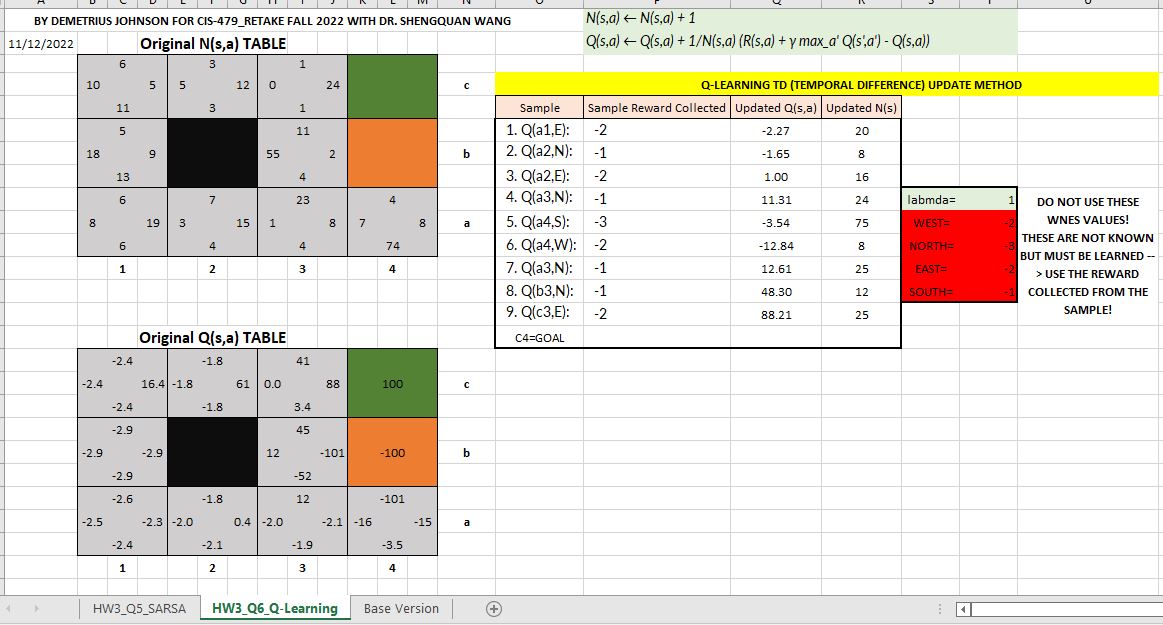 BY DEMETRIUS JOHNSON FOR CIS-479_RETAKE FALL 2022 WITH DR. SHENGQUAN WANG
N(s,a) ← N(s,a) + 1
Q(s,a) ← Q(s,a) + 1/N(s,a) (R(s,a) + γ max_a' Q(s',a') - Q(s,a))
11/12/2022
Original N(s,a) TABLE
6 3 1
10 5 5 12 0 24 c
11 3 1
5 11
18 9 55 2 b
13 4
6 7 23 4
8 19 3 15 1 8 7 8 a
6 4 4 74
1 2 3 4
Original Q(s,a) TABLE
-2.4 -1.8 41
-2.4 16.4 -1.8 61 0.0 88 100 c
-2.4 -1.8 3.4
-2.9 45
-2.9 -2.9 12 -101 -100 b
-2.9 -52
-2.6 -1.8 12 -101
-2.5 -2.3 -2.0 0.4 -2.0 -2.1 -16 -15 a
-2.4 -2.1 -1.9 -3.5
1 2 3 4
Q-LEARNING TD (TEMPORAL DIFFERENCE) UPDATE METHOD
Sample Sample Reward Collected Updated Q(s,a) Updated N(s)
1. Q(a1,E): -2 -2.27 20
2. Q(a2,N): -1 -1.65 8
3. Q(a2,E): -2 1.00 16
4. Q(a3,N): -1 11.31 24
5. Q(a4,S): -3 -3.54 75
6. Q(a4,W): -2 -12.84 8
7. Q(a3,N): -1 12.61 25
8. Q(b3,N): -1 48.30 12
9. Q(c3,E): -2 88.21 25
C4=GOAL
labmda= 1
WEST= -2
NORTH= -3
EAST= -2
SOUTH= -1
DO NOT USE THESE
WNES VALUES!
THESE ARE NOT KNOWN
BUT MUST BE LEARNED --
> USE THE REWARD
COLLECTED FROM THE
SAMPLE!
HW3_Q5_SARSA HW3_Q6_Q-Learning Base Version